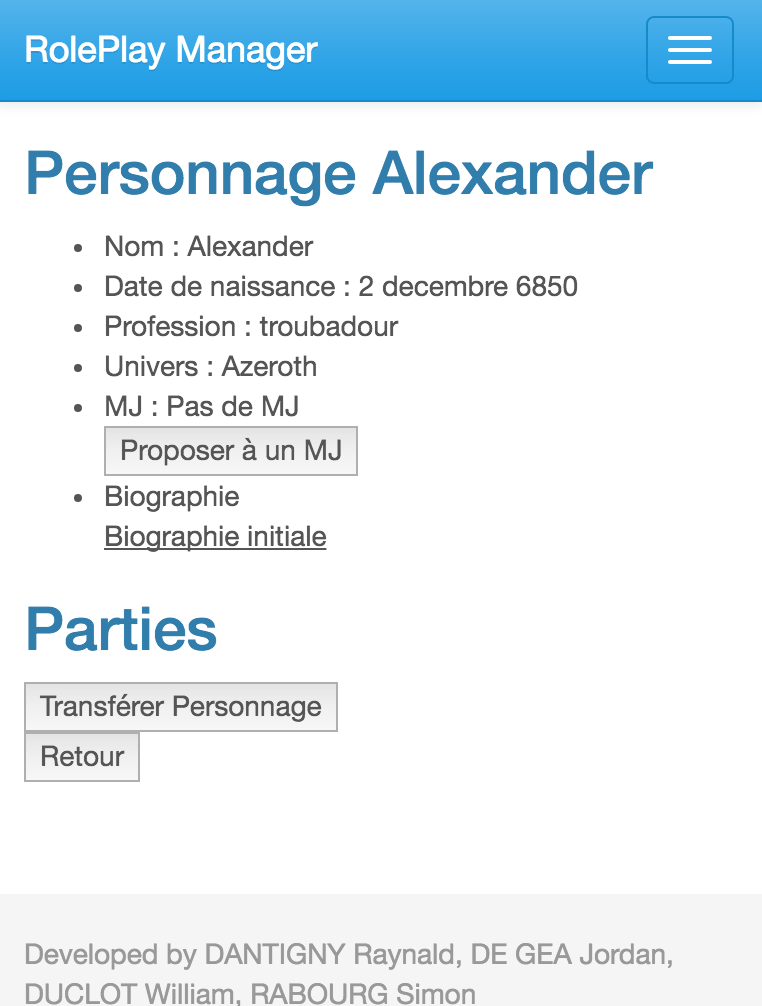 RolePlay Manager
Personnage Alexander
Nom : Alexander
Date de naissance : 2 decembre 6850
Profession : troubadour
Univers : Azeroth
MJ : Pas de MJ
Proposer à un MJ
Biographie
Biographie initiale
Parties
Transférer Personnage
Retour
Developed by DANTIGNY Raynald, DE GEA Jordan,
DUCLOT William, RABOURG Simon